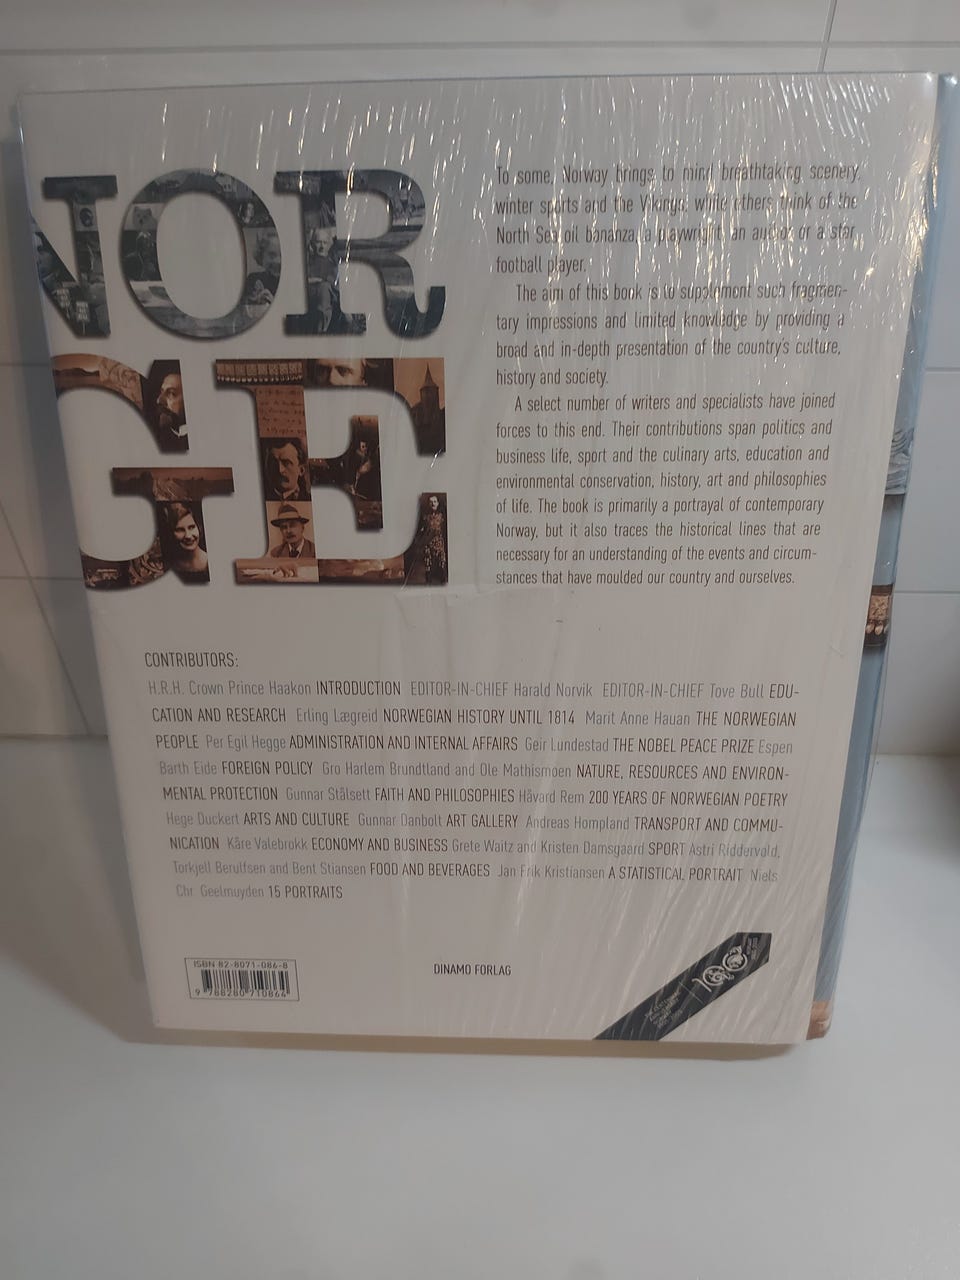 NOR
GE
To some, Norway brings to mind breathtaking scenery,
winter sports and the Vikings, while others think of the
North Sea oil bonanza, a playwright, an author or a star
football player.
The aim of this book is to supplement such fragmen-
tary impressions and limited knowledge by providing a
broad and in-depth presentation of the country's culture,
history and society.
A select number of writers and specialists have joined
forces to this end. Their contributions span politics and
business life, sport and the culinary arts, education and
environmental conservation, history, art and philosophies
of life. The book is primarily a portrayal of contemporary
Norway, but it also traces the historical lines that are
necessary for an understanding of the events and circum-
stances that have moulded our country and ourselves.
CONTRIBUTORS:
H.R.H. Crown Prince Haakon INTRODUCTION EDITOR-IN-CHIEF Harald Norvik EDITOR-IN-CHIEF Tove Bull EDU-
CATION AND RESEARCH Erling Lægreid NORWEGIAN HISTORY UNTIL 1814 Marit Anne Hauan THE NORWEGIAN
PEOPLE Per Egil Hegge ADMINISTRATION AND INTERNAL AFFAIRS Geir Lundestad THE NOBEL PEACE PRIZE Espen
Barth Eide FOREIGN POLICY Gro Harlem Brundtland and Ole Mathismoen NATURE, RESOURCES AND ENVIRON-
MENTAL PROTECTION Gunnar Stålsett FAITH AND PHILOSOPHIES Håvard Rem 200 YEARS OF NORWEGIAN POETRY
Hege Duckert ARTS AND CULTURE Gunnar Danbolt ART GALLERY Andreas Hompland TRANSPORT AND COMMU-
NICATION Kåre Valebrokk ECONOMY AND BUSINESS Grete Waitz and Kristen Damsgaard SPORT Astri Riddervold,
Torkjell Berulfsen and Bent Stiansen FOOD AND BEVERAGES Jan Erik Kristiansen A STATISTICAL PORTRAIT Niels
Chr. Geelmuyden 15 PORTRAITS
ISBN 82-8071-086-8
9 788280 710864
DINAMO FORLAG